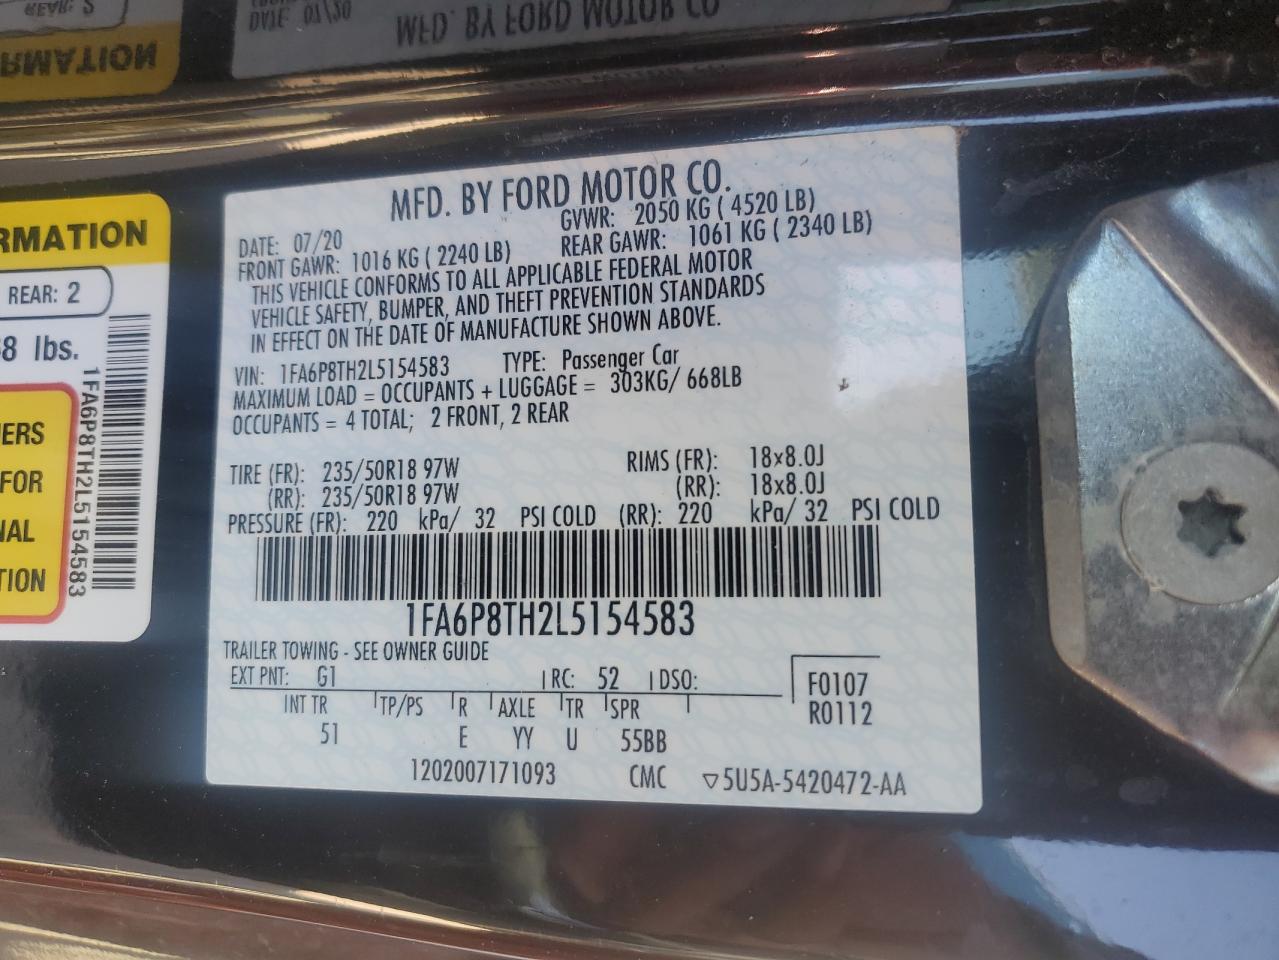 MFD. BY FORD MOTOR CO.
DATE: 07/20 GVWR: 2050 KG ( 4520 LB)
FRONT GAWR: 1016 KG ( 2240 LB) REAR GAWR: 1061 KG ( 2340 LB)
THIS VEHICLE CONFORMS TO ALL APPLICABLE FEDERAL MOTOR
VEHICLE SAFETY, BUMPER, AND THEFT PREVENTION STANDARDS
IN EFFECT ON THE DATE OF MANUFACTURE SHOWN ABOVE.
VIN: 1FA6P8TH2L5154583 TYPE: Passenger Car
MAXIMUM LOAD = OCCUPANTS + LUGGAGE = 303KG/ 668LB
OCCUPANTS = 4 TOTAL; 2 FRONT, 2 REAR
TIRE (FR): 235/50R18 97W RIMS (FR): 18x8.0J
(RR): 235/50R18 97W (RR): 18x8.0J
PRESSURE (FR): 220 kPa/ 32 PSI COLD (RR): 220 kPa/ 32 PSI COLD
1FA6P8TH2L5154583
TRAILER TOWING - SEE OWNER GUIDE
EXT PNT: G1 RC: 52 DSO: F0107
INT TR TP/PS R AXLE TR SPR R0112
51 E YY U 55BB
1202007171093 CMC ▽5U5A-5420472-AA
RMATION
REAR: 2
8 lbs.
1FA6P8TH2L5154583
ERS
FOR
NAL
TION
RMATION
REAR: 2
DATE: 07/20
MFD. BY FORD MOTOR CO